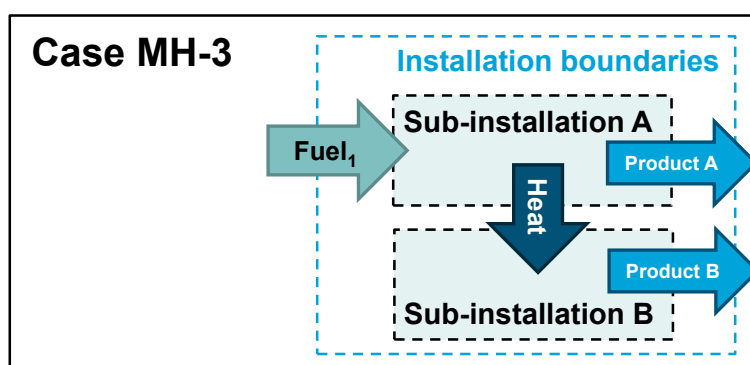 Case MH-3
Installation boundaries
Sub-installation A
Fuel₁
Product A
Heat
Product B
Sub-installation B